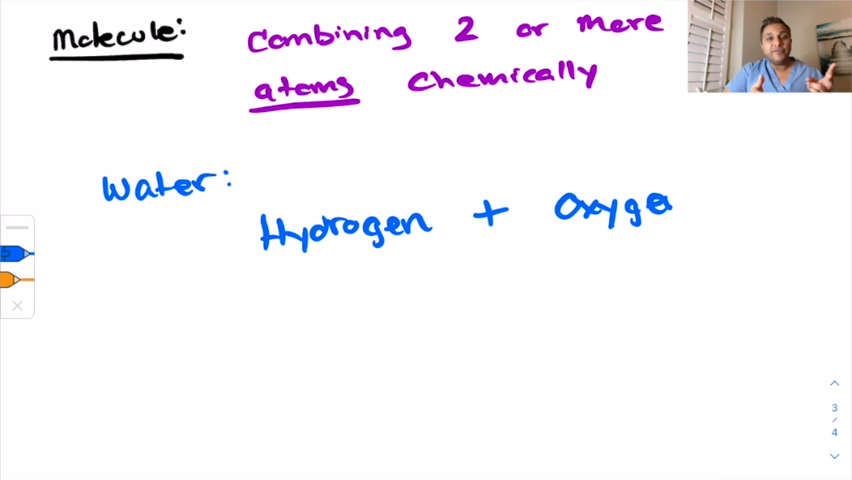 Molecule: Combining 2 or more
atoms chemically
Water:
Hydrogen + Oxyge
3
/
4